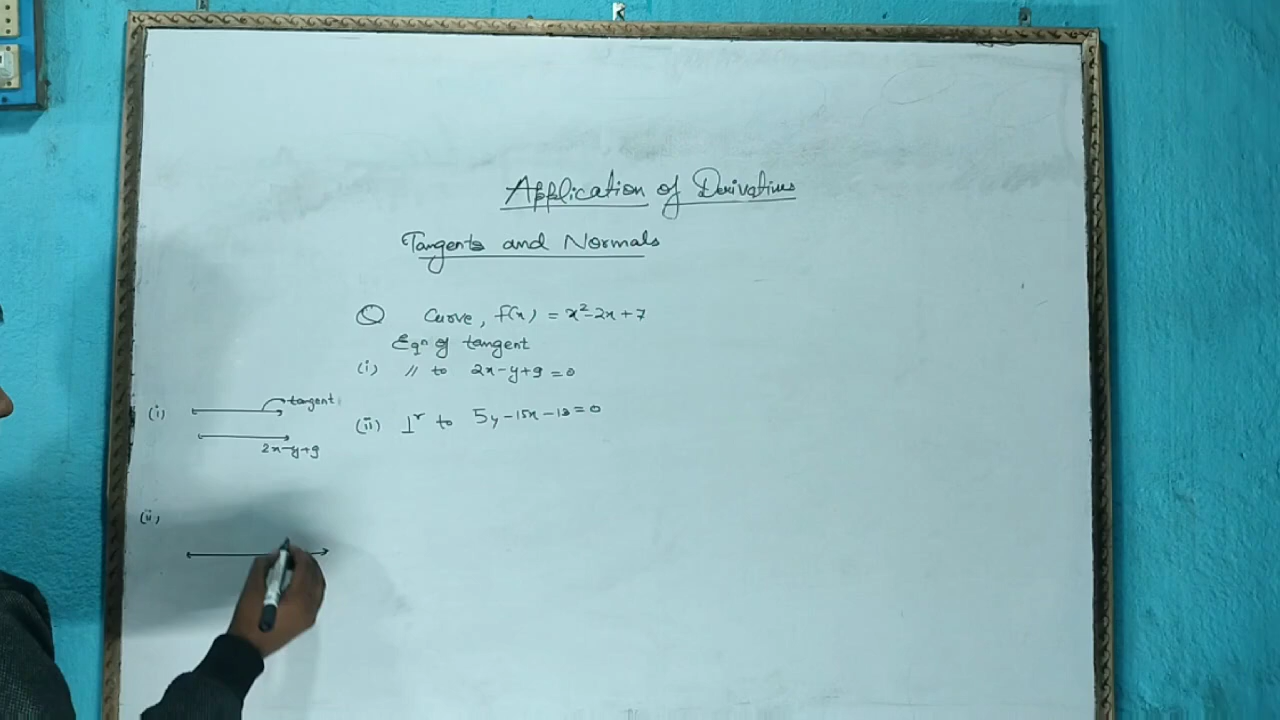 Application of Derivatives
Tangents and Normals
Q Curve, f(x) = x²-2x+7
Eqⁿ of tangent
(i) // to 2x-y+9=0
(ii) ⊥ʳ to 5y-15x-13=0
(i) tangent
2x-y+9
(ii)